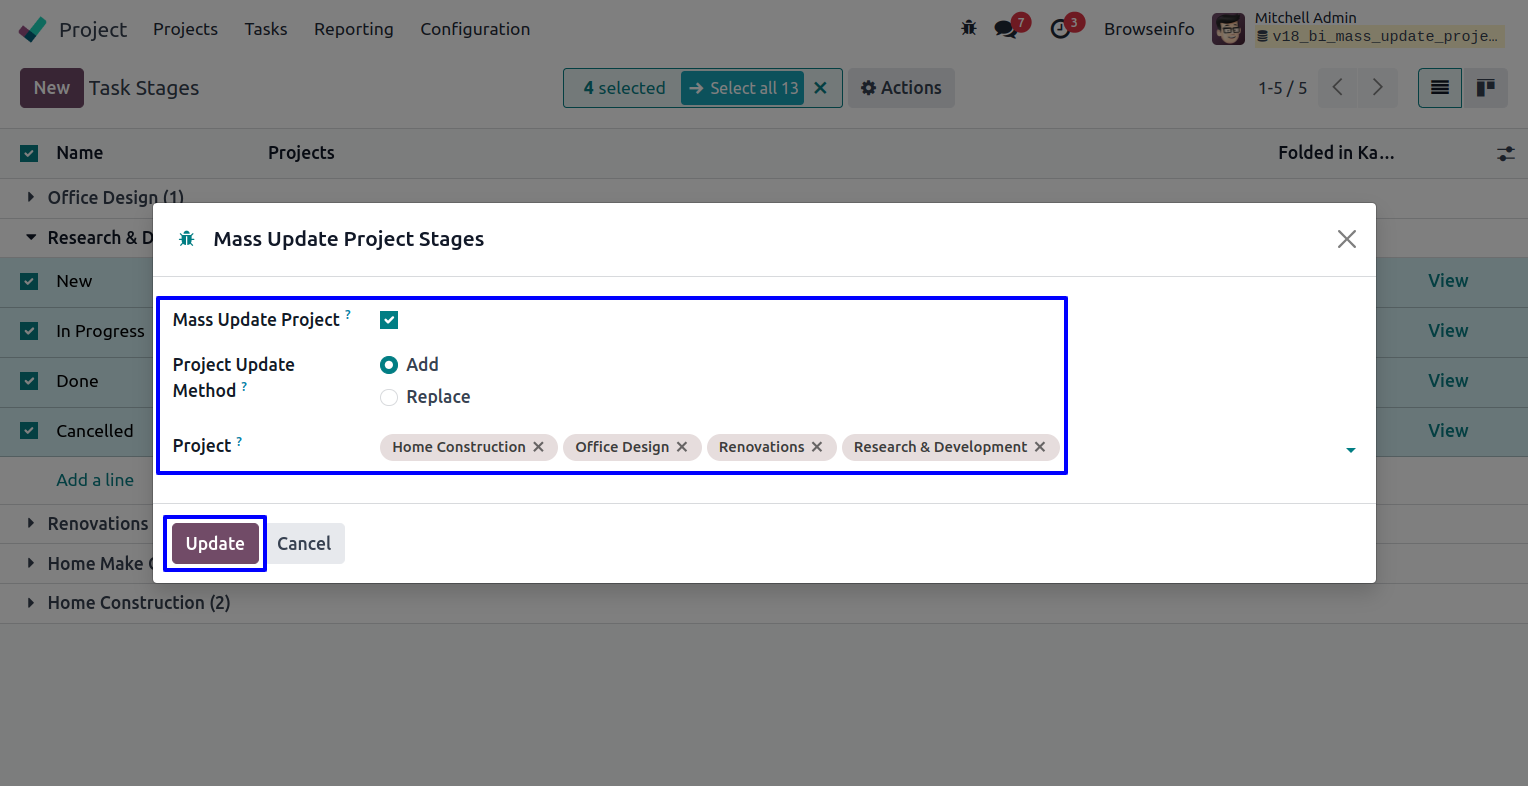 Project Projects Tasks Reporting Configuration 7 3 Browseinfo Mitchell Admin
v18_bi_mass_update_proje…
New Task Stages 4 selected Select all 13 Actions 1-5 / 5
Name Projects Folded in Ka…
Office Design (1)
Research & D
Mass Update Project Stages
New View
Mass Update Project ?
In Progress View
Project Update Method ? Add
Replace
Done View
Cancelled View
Project ? Home Construction Office Design Renovations Research & Development
Add a line
Renovations
Update Cancel
Home Make
Home Construction (2)